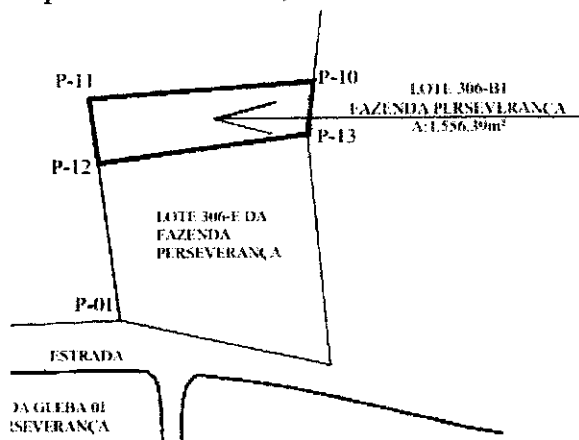 P-11
P-10
LOTE 306-B1
FAZENDA PERSEVERANÇA
A:1.556,39m²
P-13
P-12
LOTE 306-E DA
FAZENDA
PERSEVERANÇA
P-01
ESTRADA
DA GLEBA 01
RSEVERANÇA